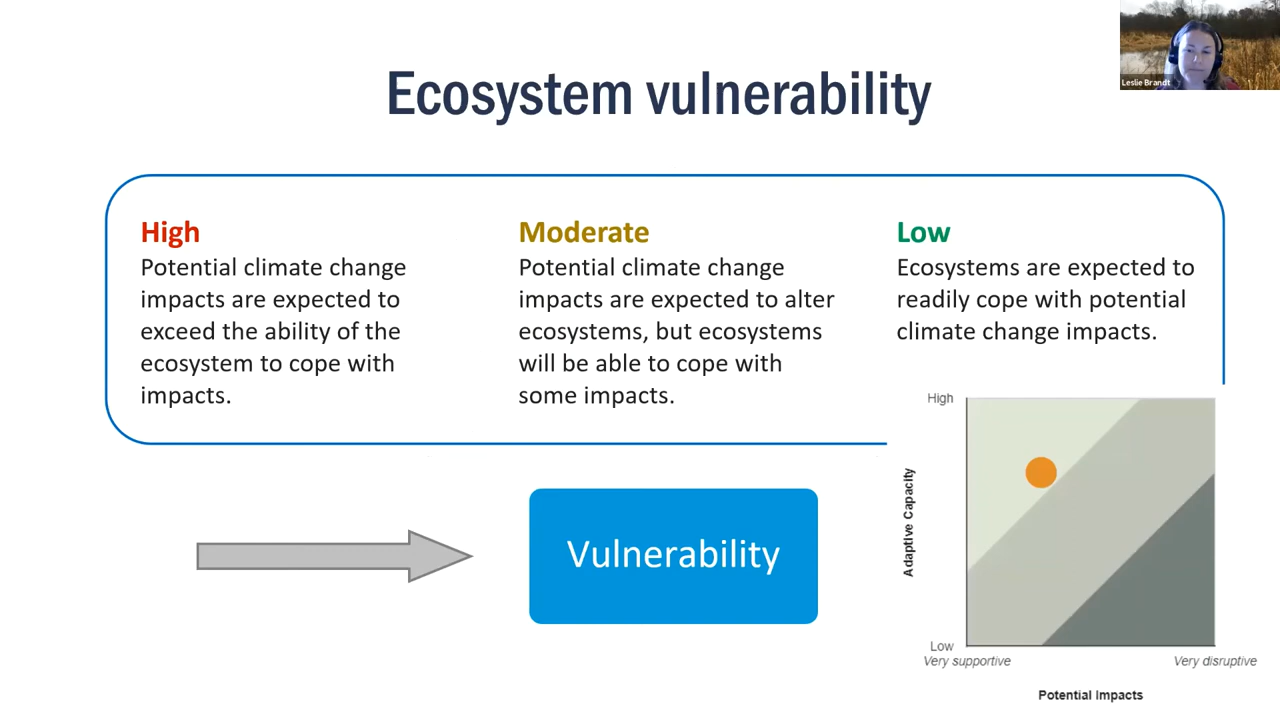 Leslie Brandt
Ecosystem vulnerability
High
Potential climate change
impacts are expected to
exceed the ability of the
ecosystem to cope with
impacts.
Moderate
Potential climate change
impacts are expected to alter
ecosystems, but ecosystems
will be able to cope with
some impacts.
Low
Ecosystems are expected to
readily cope with potential
climate change impacts.
Vulnerability
High
Adaptive Capacity
Low
Very supportive
Very disruptive
Potential Impacts